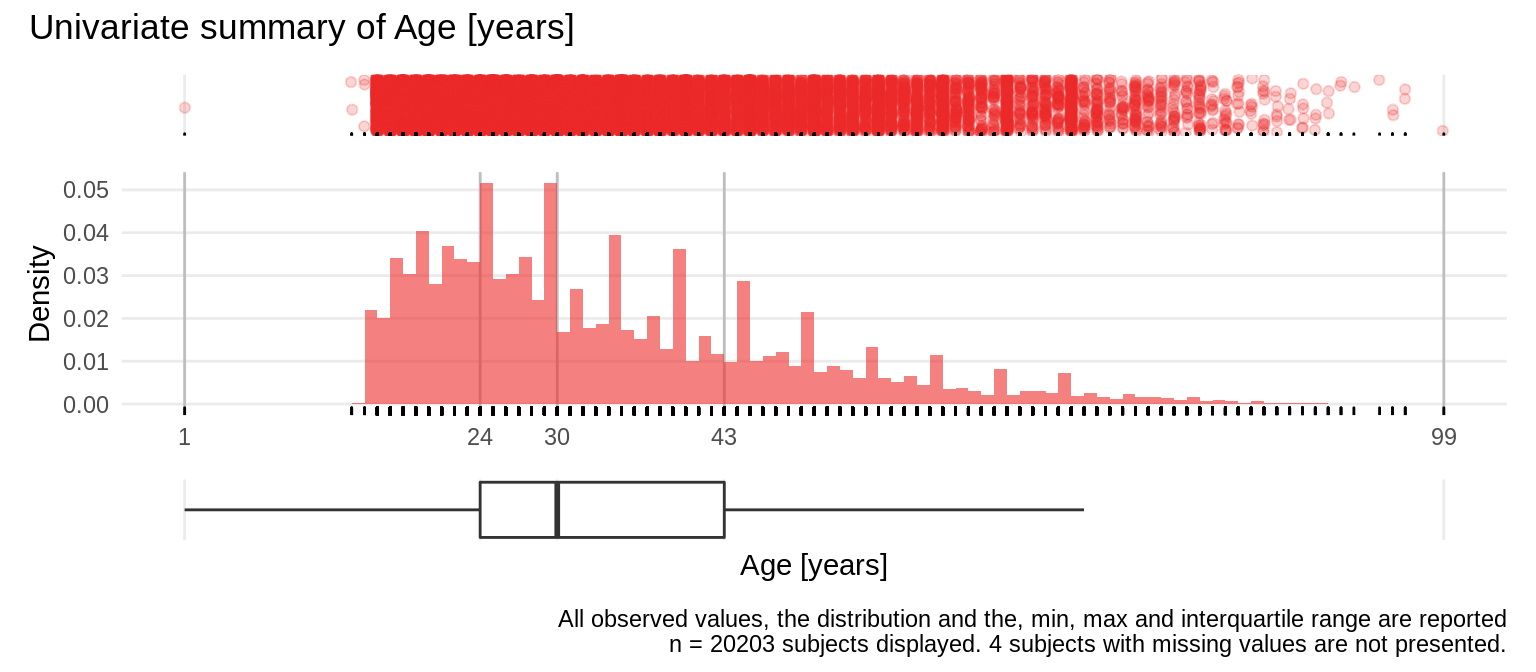 Univariate summary of Age [years]
Density
0.05
0.04
0.03
0.02
0.01
0.00
1 24 30 43 99
Age [years]
All observed values, the distribution and the, min, max and interquartile range are reported
n = 20203 subjects displayed. 4 subjects with missing values are not presented.